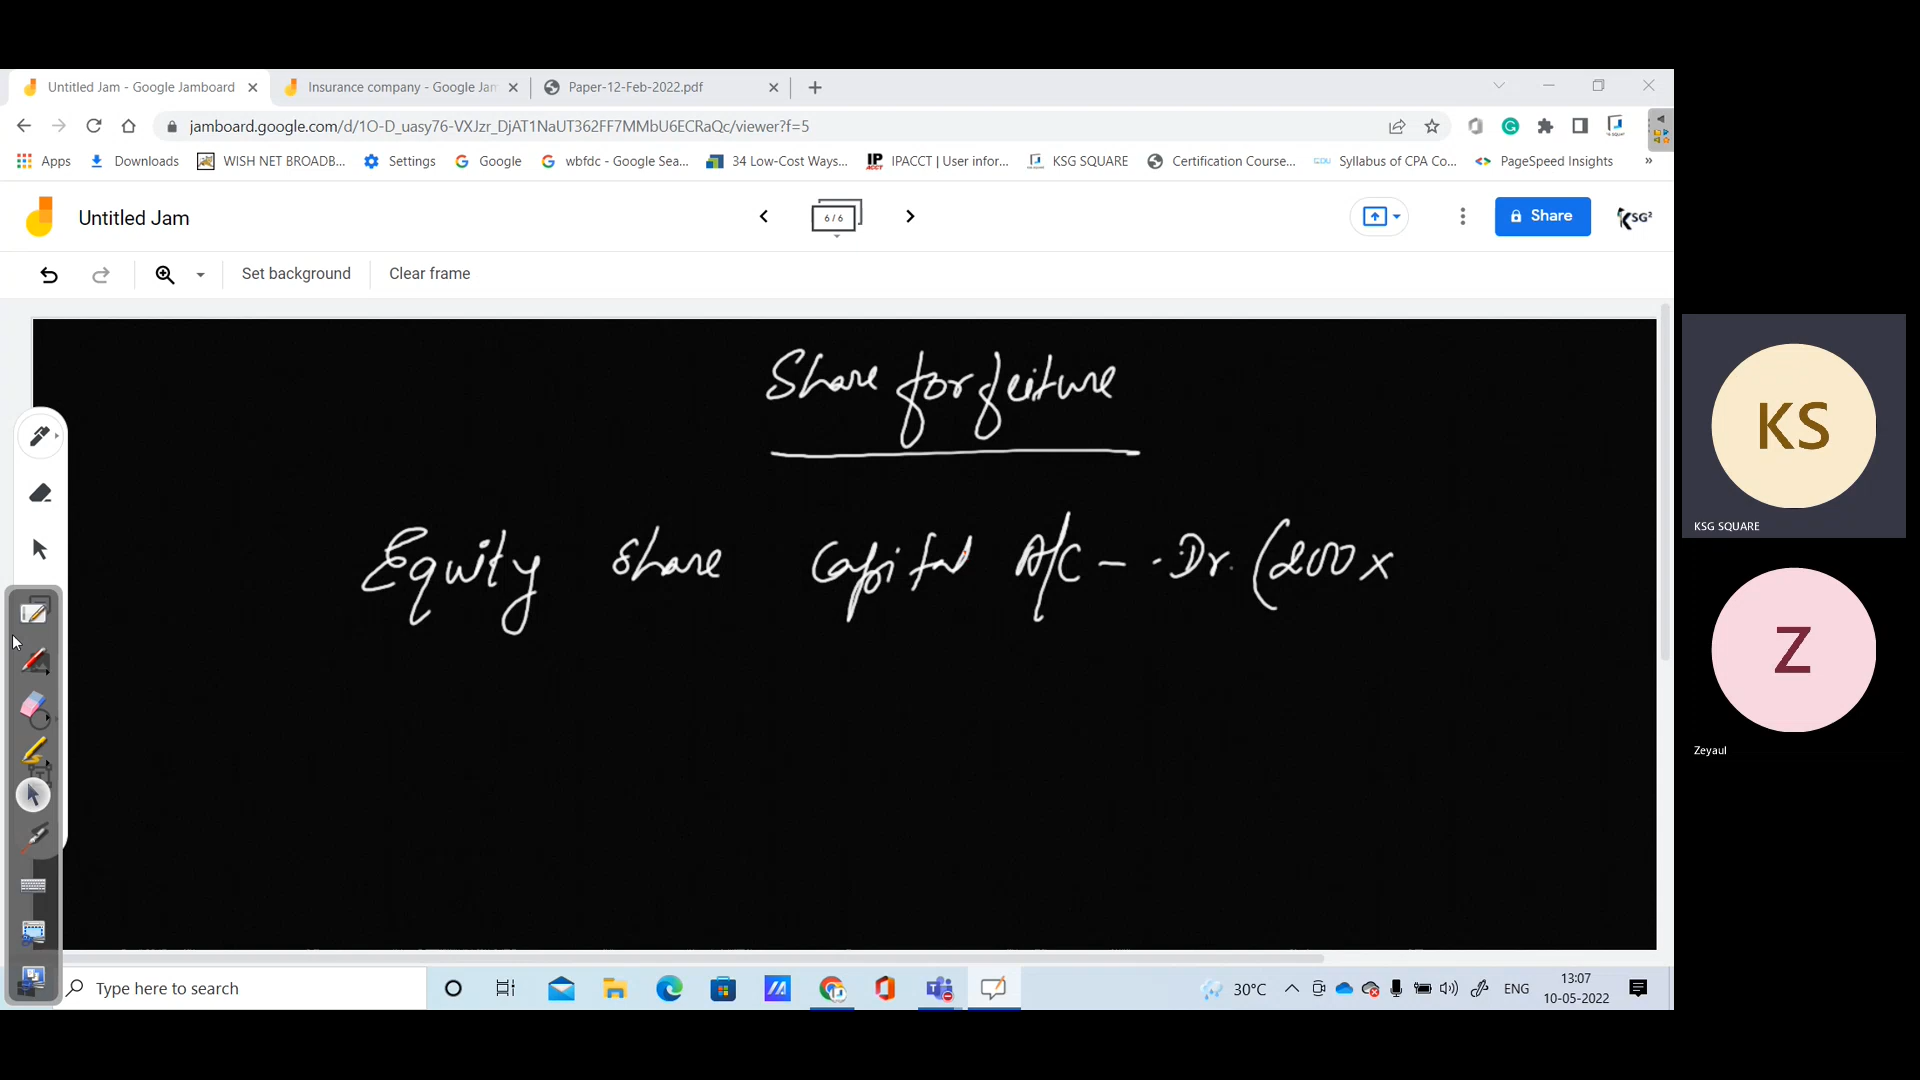 Untitled Jam - Google Jamboard
Insurance company - Google Jam
Paper-12-Feb-2022.pdf
jamboard.google.com/d/1O-D_uasy76-VXJzr_DjAT1NaUT362FF7MMbU6ECRaQc/viewer?f=5
Apps
Downloads
WISH NET BROADB...
Settings
Google
wbfdc - Google Sea...
34 Low-Cost Ways...
IPACCT | User infor...
KSG SQUARE
Certification Course...
Syllabus of CPA Co...
PageSpeed Insights
»
Untitled Jam
6 / 6
Share
KSG²
Set background
Clear frame
Share forfeiture
Equity share Capital A/C - - Dr. (200 x
KS
KSG SQUARE
Z
Zeyaul
Type here to search
30°C
ENG
13:07
10-05-2022